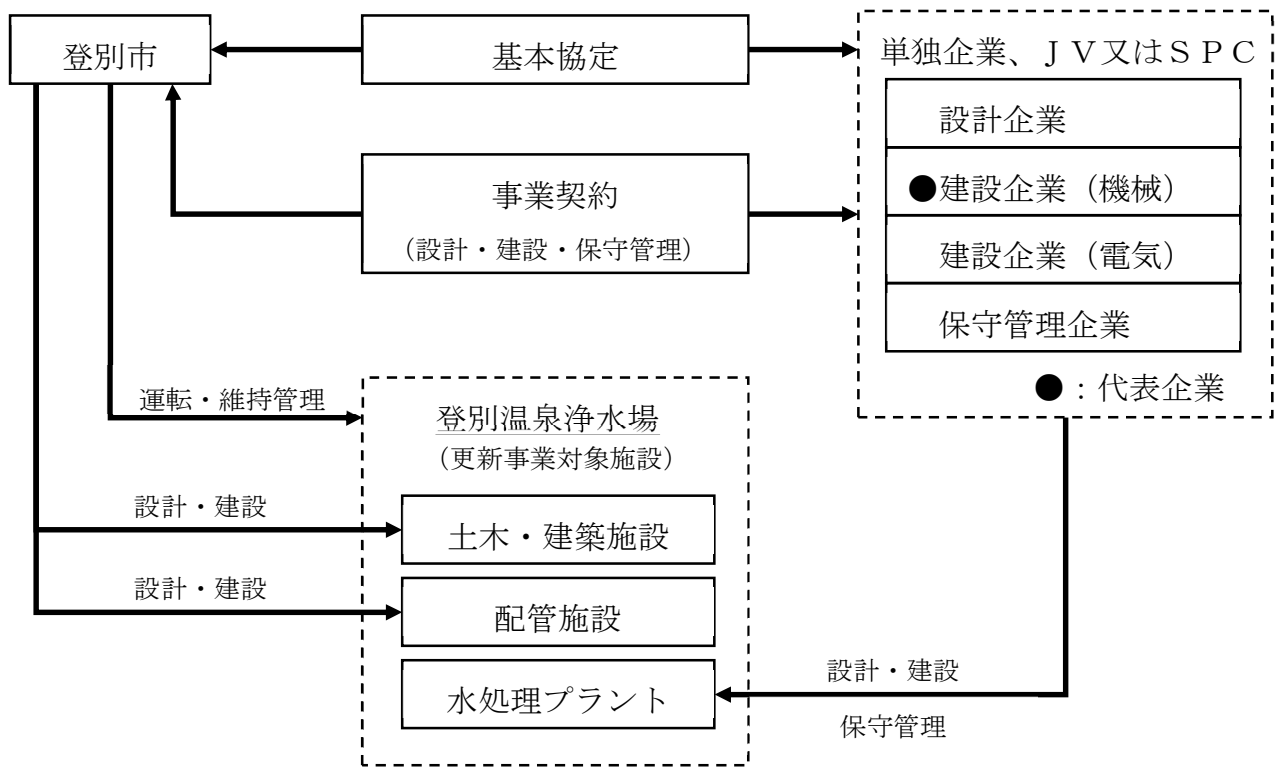 登別市
基本協定
単独企業、ＪＶ又はＳＰＣ
設計企業
●建設企業（機械）
建設企業（電気）
保守管理企業
●：代表企業
事業契約
（設計・建設・保守管理）
運転・維持管理
登別温泉浄水場
（更新事業対象施設）
設計・建設
土木・建築施設
設計・建設
配管施設
水処理プラント
設計・建設
保守管理